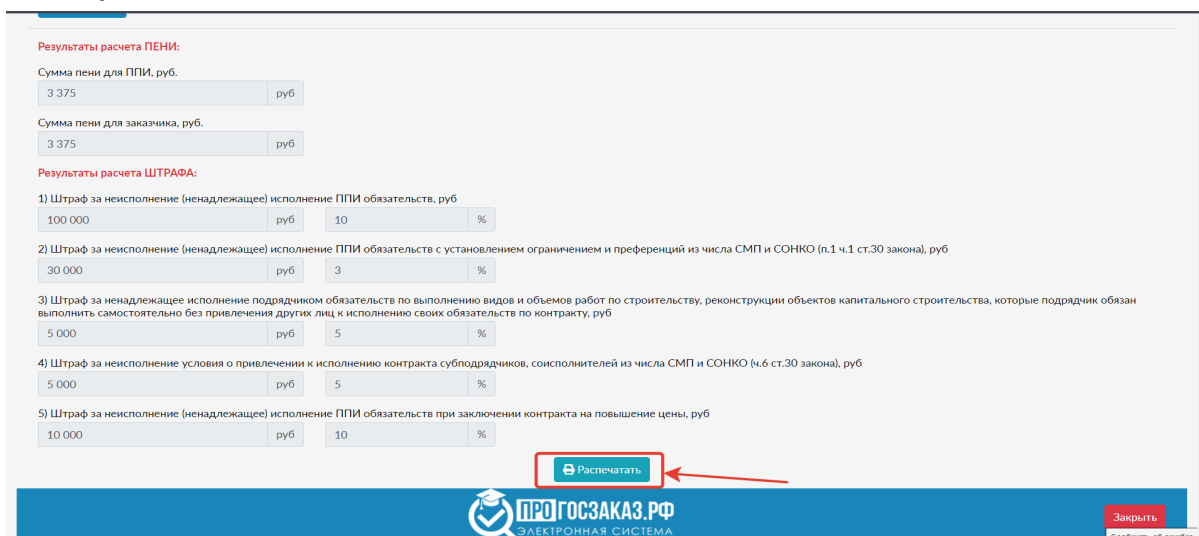 Результаты расчета ПЕНИ:
Сумма пени для ППИ, руб.
3 375 руб
Сумма пени для заказчика, руб.
3 375 руб
Результаты расчета ШТРАФА:
1) Штраф за неисполнение (ненадлежащее) исполнение ППИ обязательств, руб
100 000 руб 10 %
2) Штраф за неисполнение (ненадлежащее) исполнение ППИ обязательств с установлением ограничением и преференций из числа СМП и СОНКО (п.1 ч.1 ст.30 закона), руб
30 000 руб 3 %
3) Штраф за ненадлежащее исполнение подрядчиком обязательств по выполнению видов и объемов работ по строительству, реконструкции объектов капитального строительства, которые подрядчик обязан
выполнить самостоятельно без привлечения других лиц к исполнению своих обязательств по контракту, руб
5 000 руб 5 %
4) Штраф за неисполнение условия о привлечении к исполнению контракта субподрядчиков, соисполнителей из числа СМП и СОНКО (ч.6 ст.30 закона), руб
5 000 руб 5 %
5) Штраф за неисполнение (ненадлежащее) исполнение ППИ обязательств при заключении контракта на повышение цены, руб
10 000 руб 10 %
Распечатать
ПРОГОСЗАКАЗ.РФ
ЭЛЕКТРОННАЯ СИСТЕМА
Закрыть